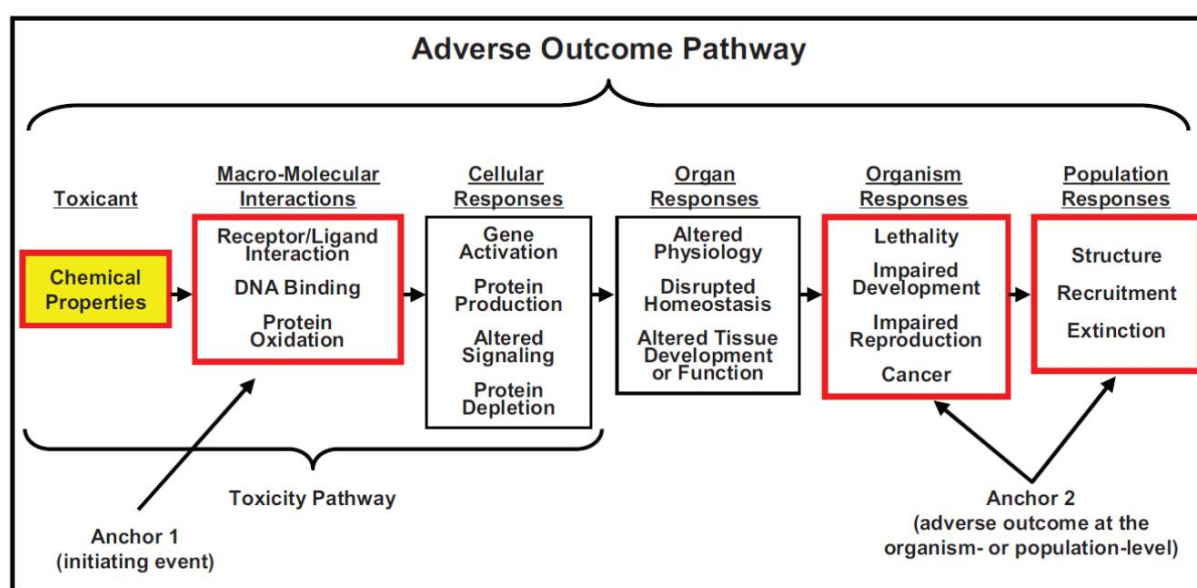 Adverse Outcome Pathway
Toxicant
Chemical
Properties
Macro-Molecular
Interactions
Receptor/Ligand
Interaction
DNA Binding
Protein
Oxidation
Cellular
Responses
Gene
Activation
Protein
Production
Altered
Signaling
Protein
Depletion
Organ
Responses
Altered
Physiology
Disrupted
Homeostasis
Altered Tissue
Development
or Function
Organism
Responses
Lethality
Impaired
Development
Impaired
Reproduction
Cancer
Population
Responses
Structure
Recruitment
Extinction
Toxicity Pathway
Anchor 1
(initiating event)
Anchor 2
(adverse outcome at the
organism- or population-level)